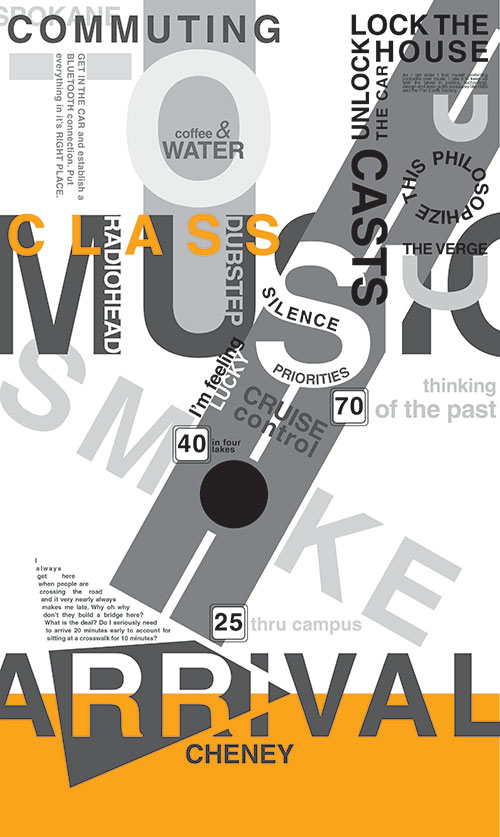 SPOKANE
COMMUTING
TO
GET IN THE CAR and establish a
BLUETOOTH connection. Put
everything in it's RIGHT PLACE.
coffee &
WATER
LOCK THE
HOUSE
UNLOCK
THE CAR
CASTS
PHILOSOPHIZE THIS
THE VERGE
CLASS
MUSIC
RADIOHEAD
DUBSTEP
SILENCE
PRIORITIES
I'm feeling
LUCKY
CRUISE
control
70
thinking
of the past
40
in four
lakes
SMOKE
I
always
get here
when people are
crossing the road
and it very nearly always
makes me late. Why oh why
don't they build a bridge here?
What is the deal? Do I seriously need
to arrive 20 minutes early to account for
sitting at a crosswalk for 10 minutes?
25
thru campus
ARRIVAL
CHENEY